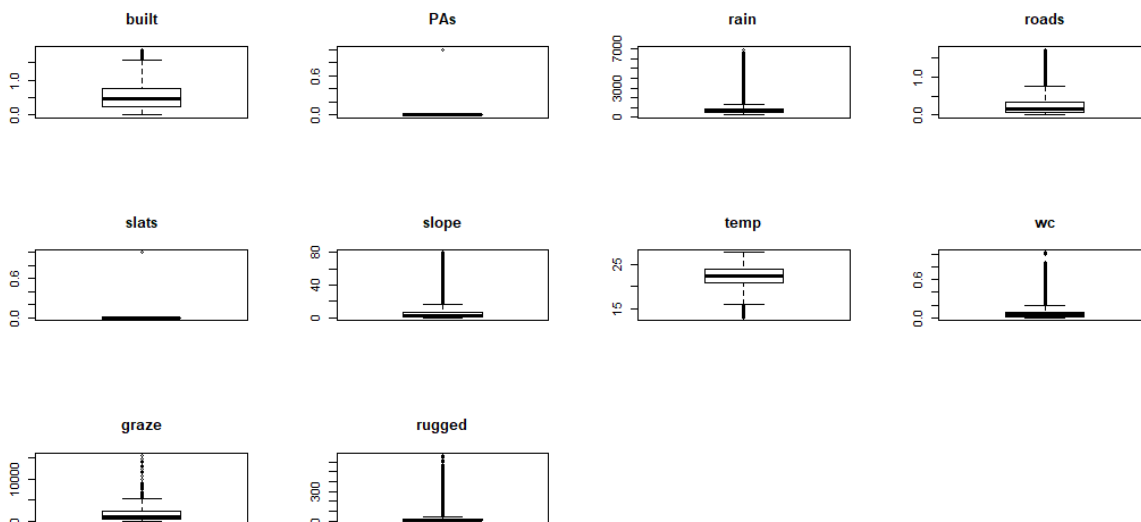 built PAs rain roads
0.0 1.0 0.0 0.6 0 3000 7000 0.0 1.0
slats slope temp wc
0.0 0.6 0 40 80 15 25 0.0 0.6
graze rugged
0 10000 0 300